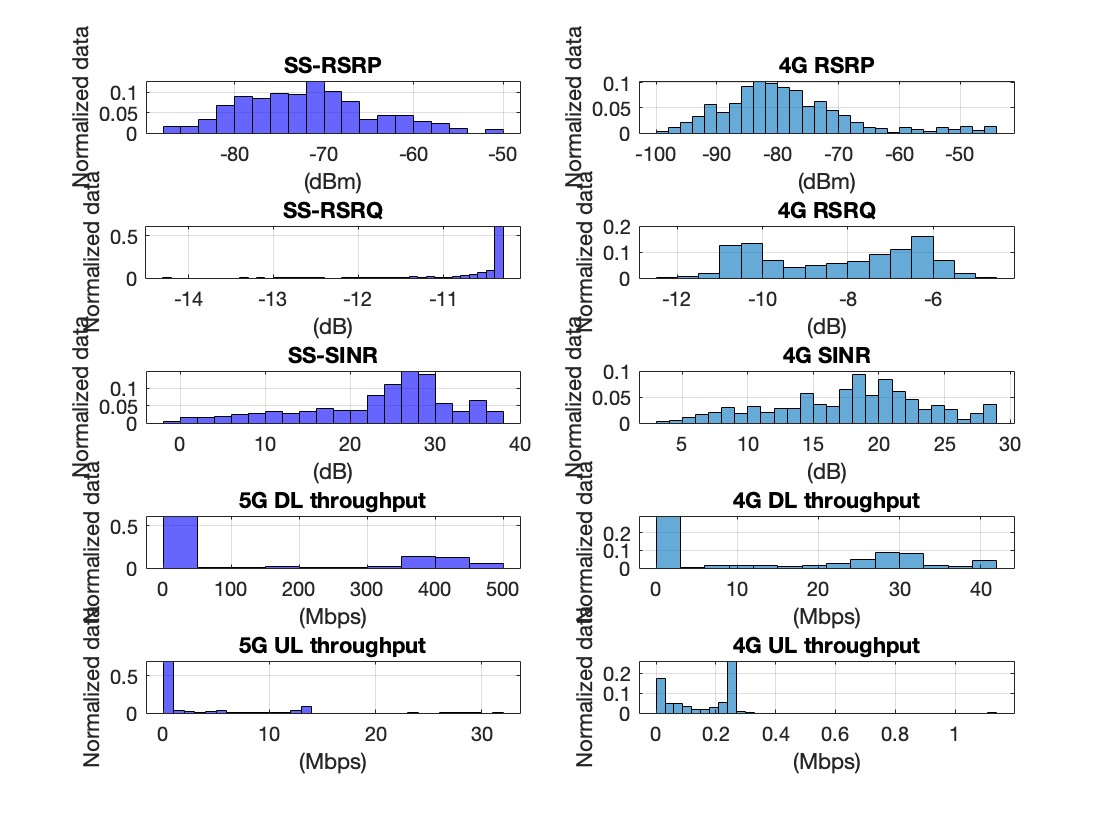 SS-RSRP
Normalized data
0.1
0.05
0
-80 -70 -60 -50
(dBm)
4G RSRP
Normalized data
0.1
0.05
0
-100 -90 -80 -70 -60 -50
(dBm)
SS-RSRQ
Normalized data
0.5
0
-14 -13 -12 -11
(dB)
4G RSRQ
Normalized data
0.2
0.1
0
-12 -10 -8 -6
(dB)
SS-SINR
Normalized data
0.1
0.05
0
0 10 20 30 40
(dB)
4G SINR
Normalized data
0.1
0.05
0
5 10 15 20 25 30
(dB)
5G DL throughput
Normalized data
0.5
0
0 100 200 300 400 500
(Mbps)
4G DL throughput
Normalized data
0.2
0.1
0
0 10 20 30 40
(Mbps)
5G UL throughput
Normalized data
0.5
0
0 10 20 30
(Mbps)
4G UL throughput
Normalized data
0.2
0.1
0
0 0.2 0.4 0.6 0.8 1
(Mbps)